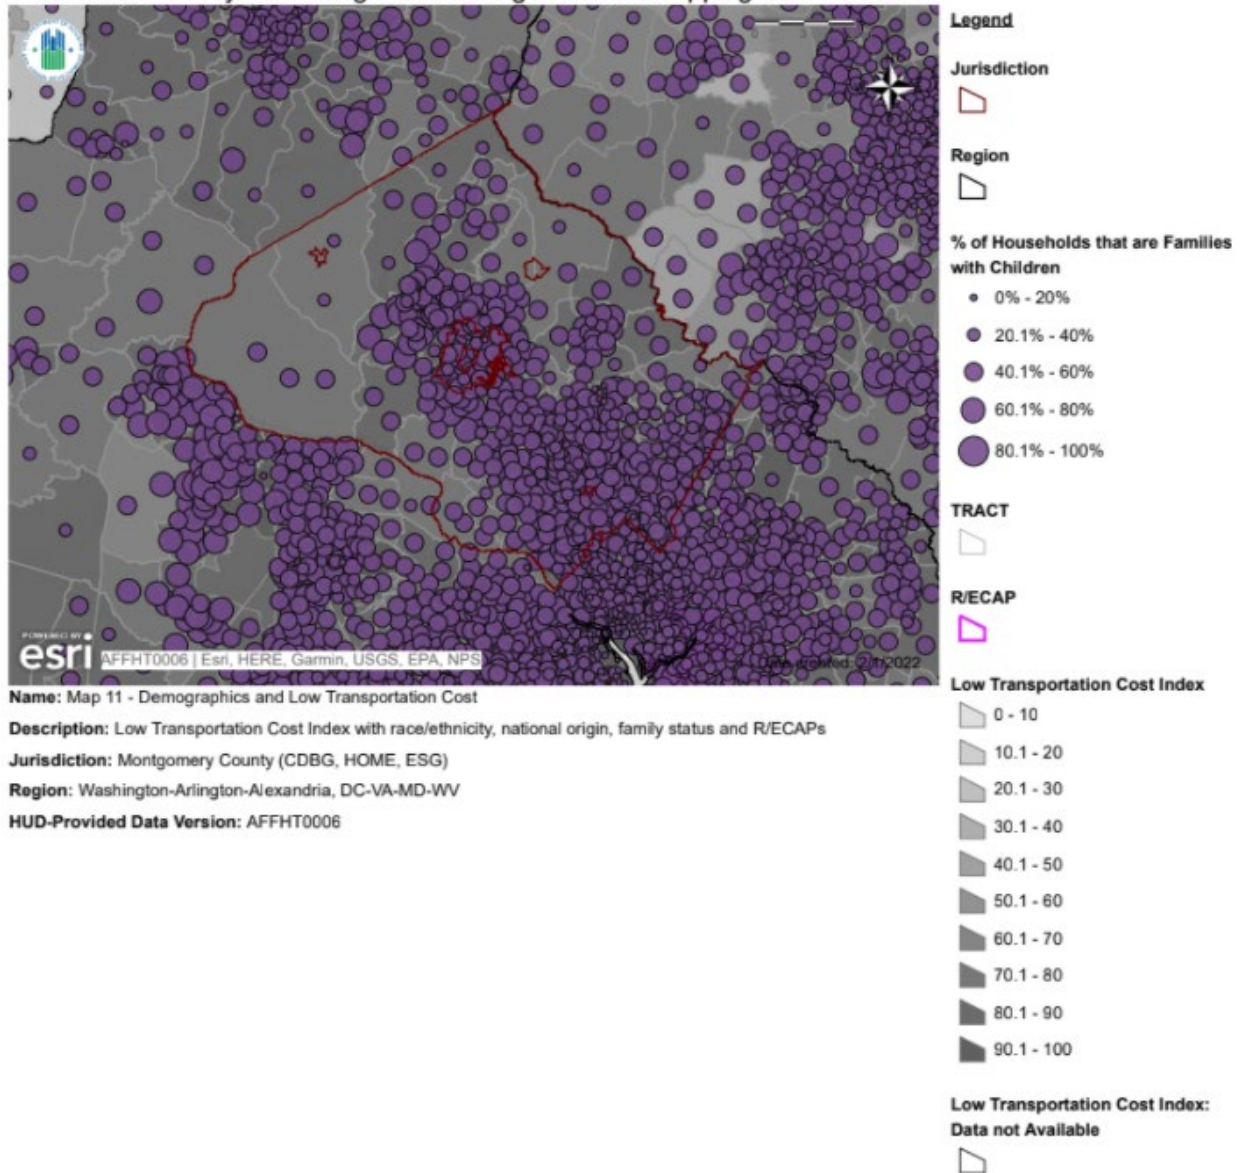 Legend
Jurisdiction
Region
% of Households that are Families
with Children
0% - 20%
20.1% - 40%
40.1% - 60%
60.1% - 80%
80.1% - 100%
TRACT
R/ECAP
Low Transportation Cost Index
0 - 10
10.1 - 20
20.1 - 30
30.1 - 40
40.1 - 50
50.1 - 60
60.1 - 70
70.1 - 80
80.1 - 90
90.1 - 100
Low Transportation Cost Index:
Data not Available
POWERED BY
esri
AFFHT0006 | Esri, HERE, Garmin, USGS, EPA, NPS
2/1/2022
Name: Map 11 - Demographics and Low Transportation Cost
Description: Low Transportation Cost Index with race/ethnicity, national origin, family status and R/ECAPs
Jurisdiction: Montgomery County (CDBG, HOME, ESG)
Region: Washington-Arlington-Alexandria, DC-VA-MD-WV
HUD-Provided Data Version: AFFHT0006